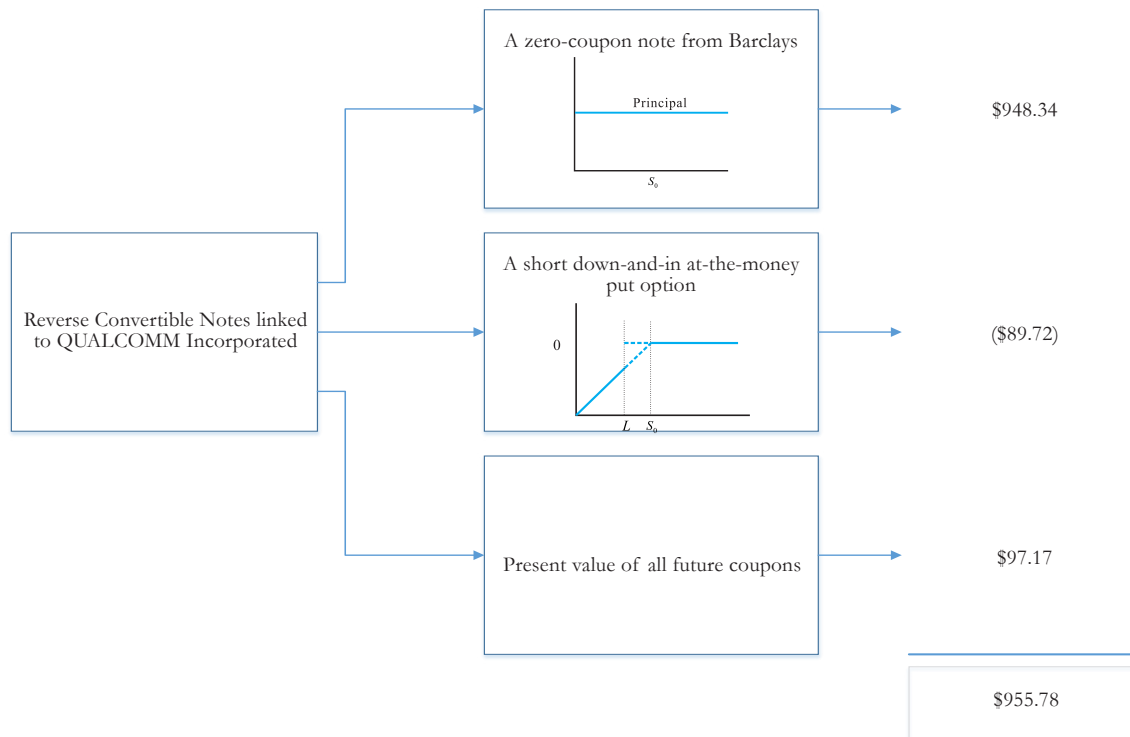 A zero-coupon note from Barclays
Principal
S₀
$948.34
Reverse Convertible Notes linked
to QUALCOMM Incorporated
A short down-and-in at-the-money
put option
0
L S₀
($89.72)
Present value of all future coupons
$97.17
$955.78